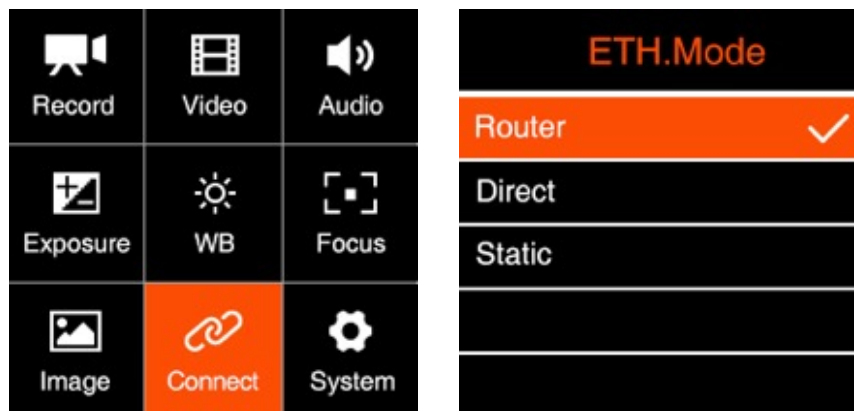 Record
Video
Audio
Exposure
WB
Focus
Image
Connect
System
ETH.Mode
Router
Direct
Static